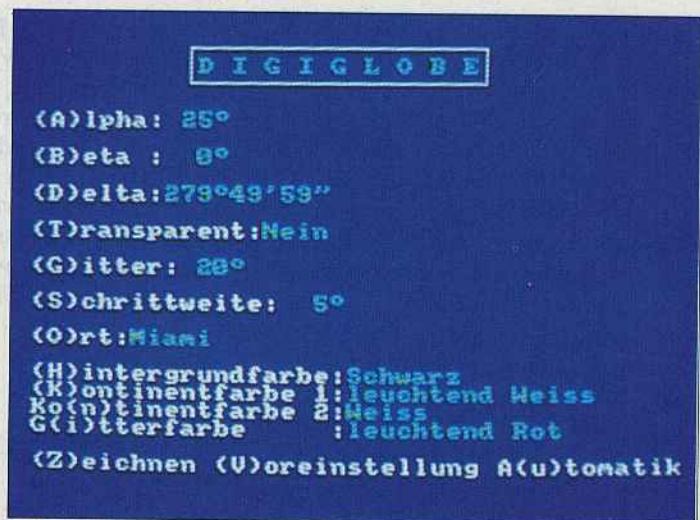 D I G I G L O B E
(A)lpha: 25°
(B)eta : 0°
(D)elta:279°49'59"
(T)ransparent:Nein
(G)itter: 20°
(S)chrittweite: 5°
(O)rt:Miami
(H)intergrundfarbe:Schwarz
(K)ontinentfarbe 1:leuchtend Weiss
Ko(n)tinentfarbe 2:Weiss
G(i)tterfarbe :leuchtend Rot
(Z)eichnen (V)oreinstellung A(u)tomatik